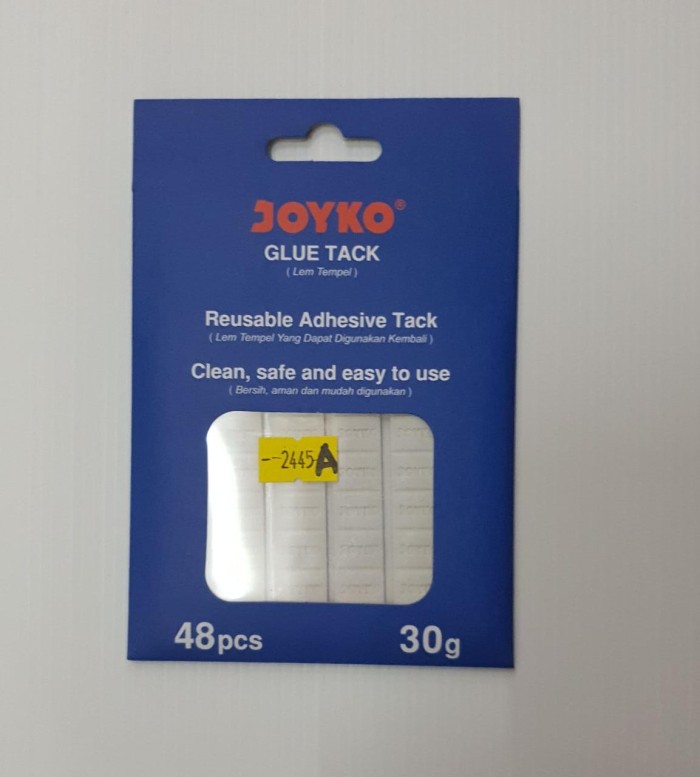 JOYKO®
GLUE TACK
( Lem Tempel )
Reusable Adhesive Tack
( Lem Tempel Yang Dapat Digunakan Kembali )
Clean, safe and easy to use
( Bersih, aman dan mudah digunakan )
--2445A
48pcs
30g